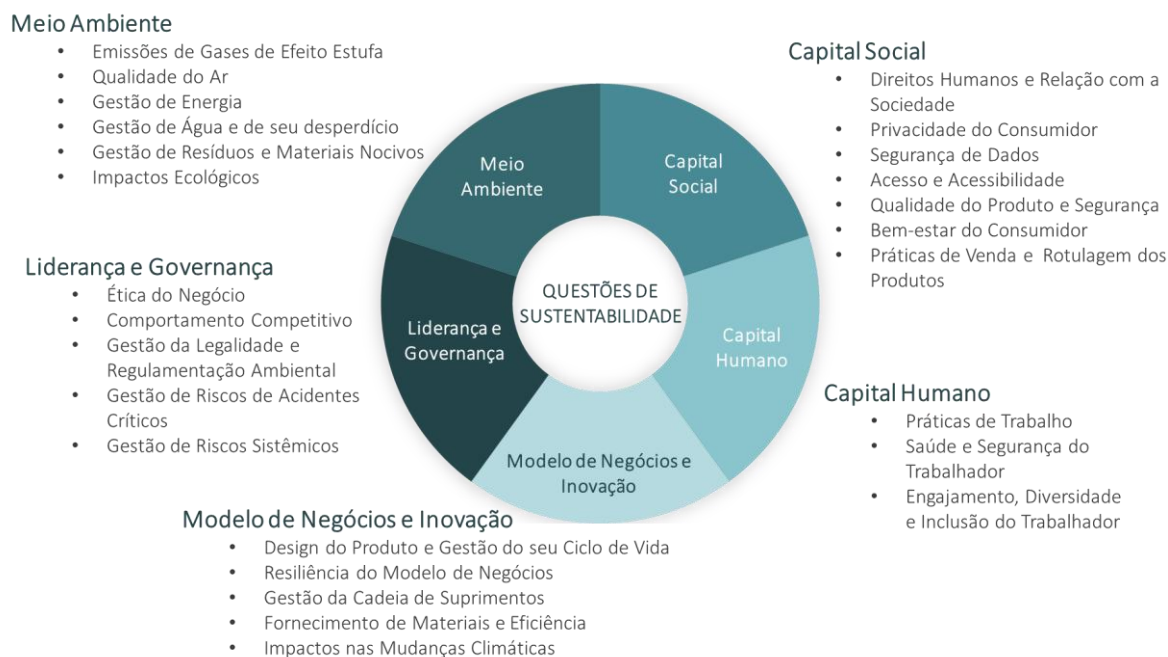 Meio Ambiente
• Emissões de Gases de Efeito Estufa
• Qualidade do Ar
• Gestão de Energia
• Gestão de Água e de seu desperdício
• Gestão de Resíduos e Materiais Nocivos
• Impactos Ecológicos
Capital Social
• Direitos Humanos e Relação com a
Sociedade
• Privacidade do Consumidor
• Segurança de Dados
• Acesso e Acessibilidade
• Qualidade do Produto e Segurança
• Bem-estar do Consumidor
• Práticas de Venda e Rotulagem dos
Produtos
Meio
Ambiente
Capital
Social
Liderança e Governança
• Ética do Negócio
• Comportamento Competitivo
• Gestão da Legalidade e
Regulamentação Ambiental
• Gestão de Riscos de Acidentes
Críticos
• Gestão de Riscos Sistêmicos
Liderança e
Governança
QUESTÕES DE
SUSTENTABILIDADE
Capital
Humano
Capital Humano
• Práticas de Trabalho
• Saúde e Segurança do
Trabalhador
• Engajamento, Diversidade
e Inclusão do Trabalhador
Modelo de Negócios e
Inovação
Modelo de Negócios e Inovação
• Design do Produto e Gestão do seu Ciclo de Vida
• Resiliência do Modelo de Negócios
• Gestão da Cadeia de Suprimentos
• Fornecimento de Materiais e Eficiência
• Impactos nas Mudanças Climáticas